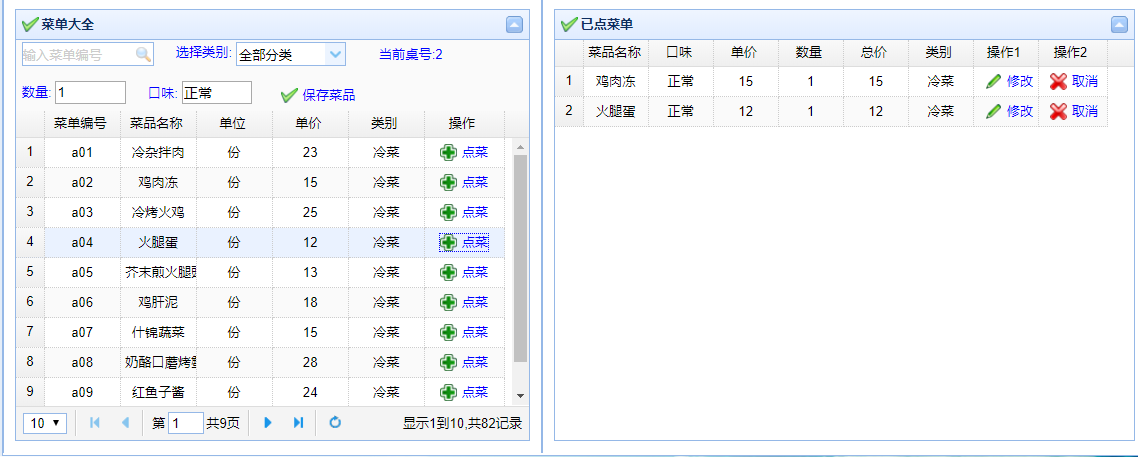 菜单大全
输入菜单编号 选择类别: 全部分类 当前桌号:2
数量: 1 口味: 正常 保存菜品
菜单编号 菜品名称 单位 单价 类别 操作
1 a01 冷杂拌肉 份 23 冷菜 点菜
2 a02 鸡肉冻 份 15 冷菜 点菜
3 a03 冷烤火鸡 份 25 冷菜 点菜
4 a04 火腿蛋 份 12 冷菜 点菜
5 a05 芥末煎火腿 份 13 冷菜 点菜
6 a06 鸡肝泥 份 18 冷菜 点菜
7 a07 什锦蔬菜 份 15 冷菜 点菜
8 a08 奶酪口蘑烤 份 28 冷菜 点菜
9 a09 红鱼子酱 份 24 冷菜 点菜
10 第 1 共9页 显示1到10,共82记录
已点菜单
菜品名称 口味 单价 数量 总价 类别 操作1 操作2
1 鸡肉冻 正常 15 1 15 冷菜 修改 取消
2 火腿蛋 正常 12 1 12 冷菜 修改 取消